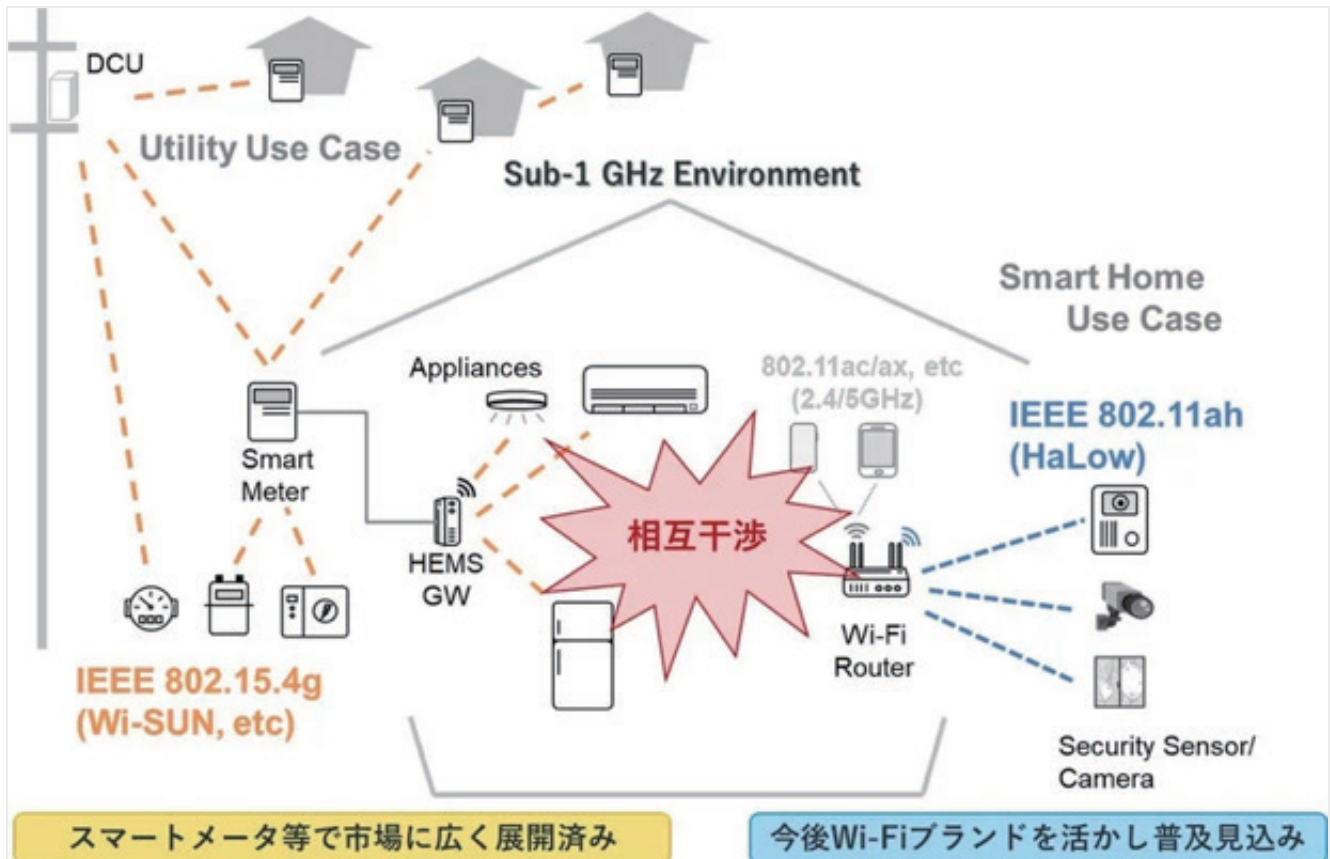 DCU
Utility Use Case
Sub-1 GHz Environment
Smart Home
Use Case
Appliances
802.11ac/ax, etc
(2.4/5GHz)
IEEE 802.11ah
(HaLow)
Smart
Meter
相互干渉
HEMS
GW
Wi-Fi
Router
IEEE 802.15.4g
(Wi-SUN, etc)
Security Sensor/
Camera
スマートメータ等で市場に広く展開済み
今後Wi-Fiブランドを活かし普及見込み